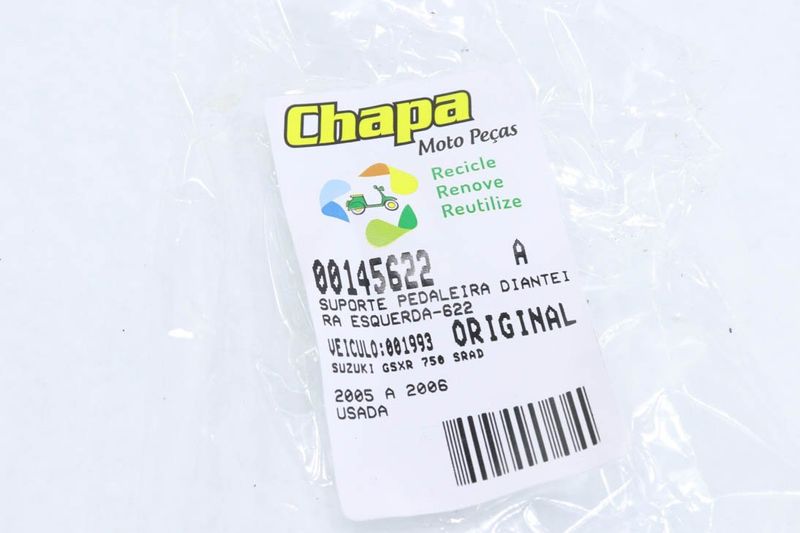 Chapa
Moto Peças
Recicle
Renove
Reutilize
00145622 A
SUPORTE PEDALEIRA DIANTEI
RA ESQUERDA-622
VEICULO:001993 ORIGINAL
SUZUKI GSXR 750 SRAD
2005 A 2006
USADA